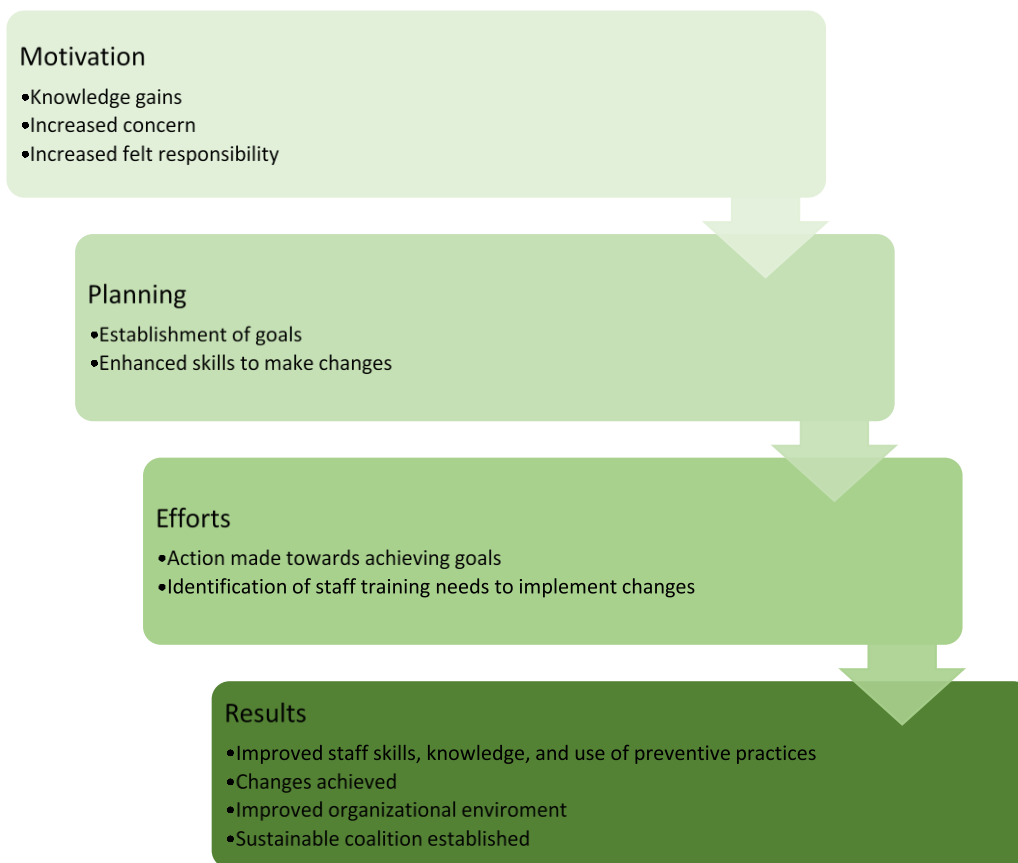 Motivation
•Knowledge gains
•Increased concern
•Increased felt responsibility
Planning
•Establishment of goals
•Enhanced skills to make changes
Efforts
•Action made towards achieving goals
•Identification of staff training needs to implement changes
Results
•Improved staff skills, knowledge, and use of preventive practices
•Changes achieved
•Improved organizational enviroment
•Sustainable coalition established